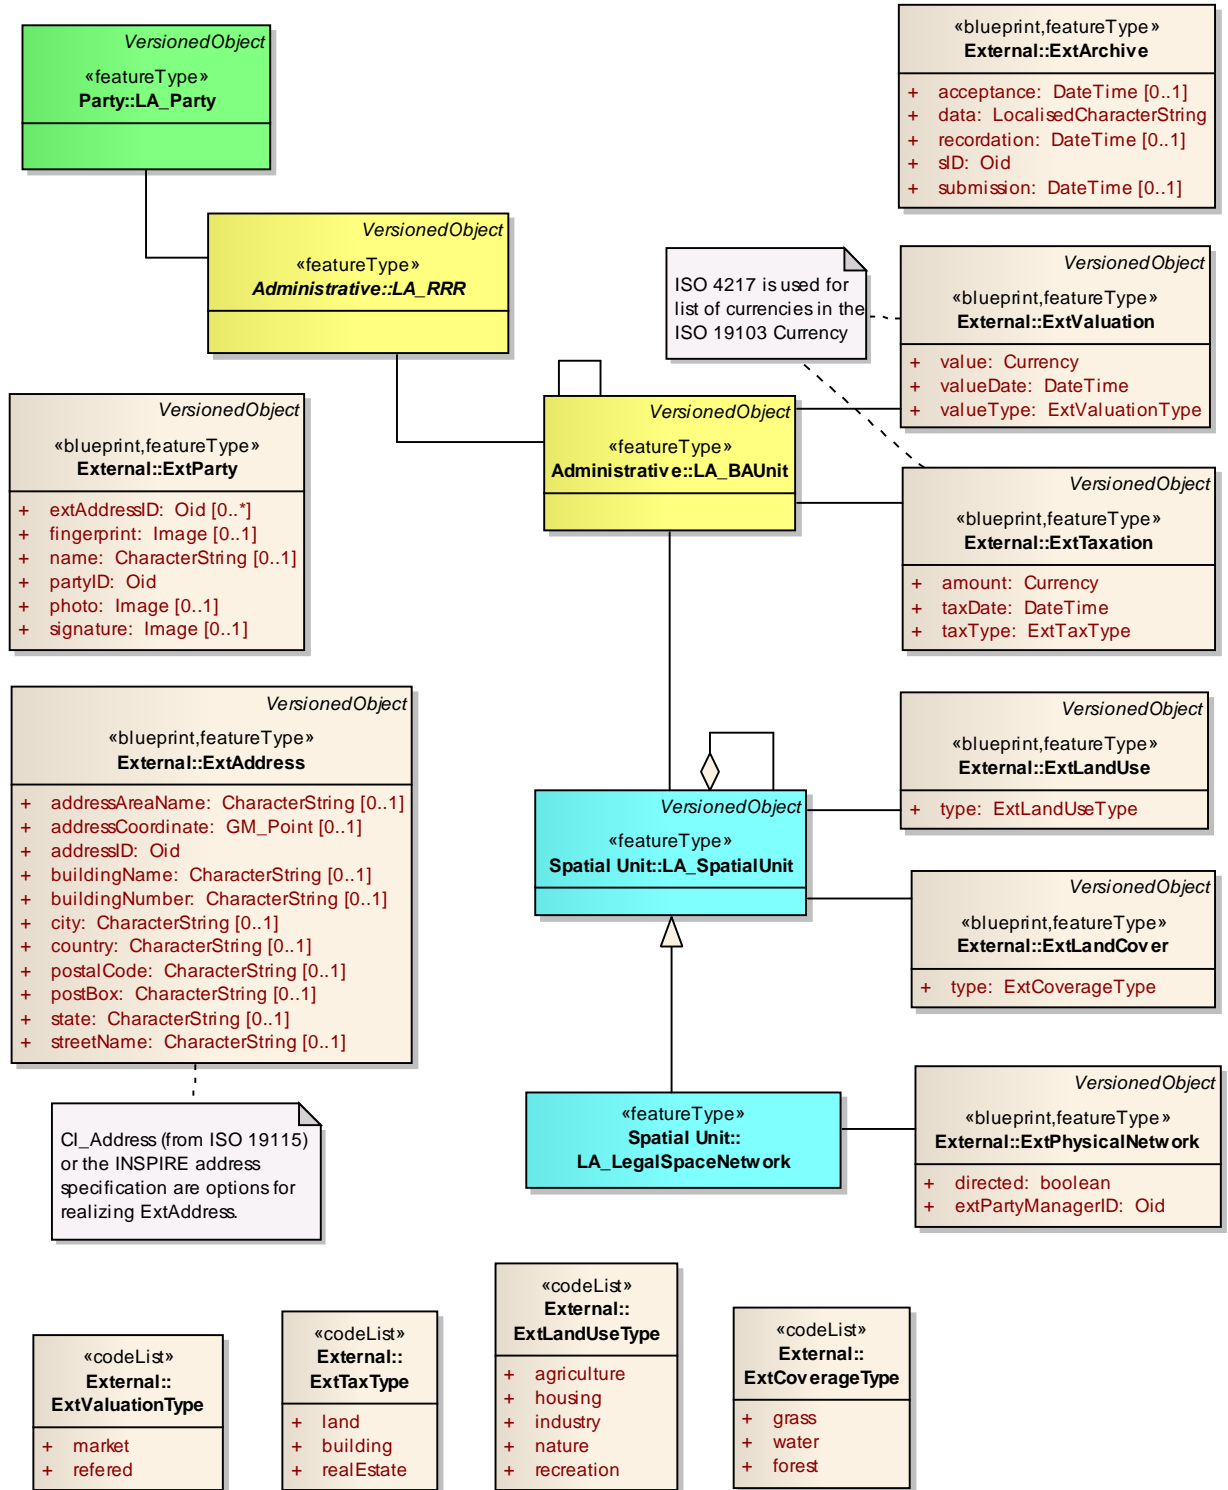 VersionedObject
«featureType»
Party::LA_Party
«blueprint,featureType»
External::ExtArchive
+ acceptance: DateTime [0..1]
+ data: LocalisedCharacterString
+ recordation: DateTime [0..1]
+ sID: Oid
+ submission: DateTime [0..1]
VersionedObject
«featureType»
Administrative::LA_RRR
ISO 4217 is used for
list of currencies in the
ISO 19103 Currency
VersionedObject
«blueprint,featureType»
External::ExtValuation
+ value: Currency
+ valueDate: DateTime
+ valueType: ExtValuationType
VersionedObject
«featureType»
Administrative::LA_BAUnit
VersionedObject
«blueprint,featureType»
External::ExtParty
+ extAddressID: Oid [0..*]
+ fingerprint: Image [0..1]
+ name: CharacterString [0..1]
+ partyID: Oid
+ photo: Image [0..1]
+ signature: Image [0..1]
VersionedObject
«blueprint,featureType»
External::ExtTaxation
+ amount: Currency
+ taxDate: DateTime
+ taxType: ExtTaxType
VersionedObject
«blueprint,featureType»
External::ExtAddress
+ addressAreaName: CharacterString [0..1]
+ addressCoordinate: GM_Point [0..1]
+ addressID: Oid
+ buildingName: CharacterString [0..1]
+ buildingNumber: CharacterString [0..1]
+ city: CharacterString [0..1]
+ country: CharacterString [0..1]
+ postalCode: CharacterString [0..1]
+ postBox: CharacterString [0..1]
+ state: CharacterString [0..1]
+ streetName: CharacterString [0..1]
VersionedObject
«blueprint,featureType»
External::ExtLandUse
+ type: ExtLandUseType
VersionedObject
«featureType»
Spatial Unit::LA_SpatialUnit
VersionedObject
«blueprint,featureType»
External::ExtLandCover
+ type: ExtCoverageType
CI_Address (from ISO 19115)
or the INSPIRE address
specification are options for
realizing ExtAddress.
«featureType»
Spatial Unit::
LA_LegalSpaceNetwork
VersionedObject
«blueprint,featureType»
External::ExtPhysicalNetwork
+ directed: boolean
+ extPartyManagerID: Oid
«codeList»
External::
ExtValuationType
+ market
+ refered
«codeList»
External::
ExtTaxType
+ land
+ building
+ realEstate
«codeList»
External::
ExtLandUseType
+ agriculture
+ housing
+ industry
+ nature
+ recreation
«codeList»
External::
ExtCoverageType
+ grass
+ water
+ forest